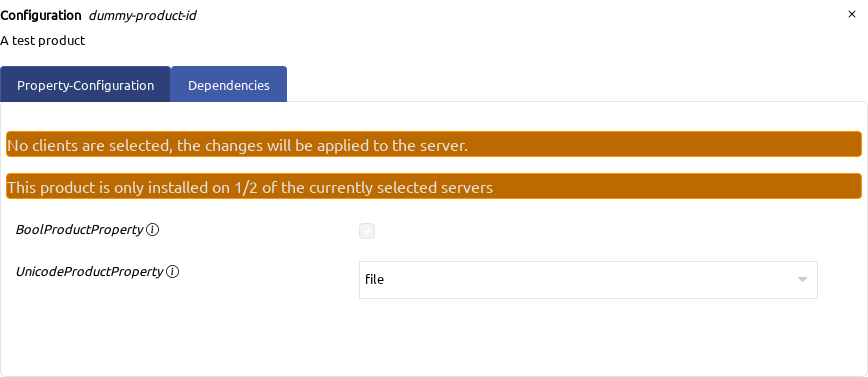 Configuration dummy-product-id ×
A test product
Property-Configuration Dependencies
No clients are selected, the changes will be applied to the server.
This product is only installed on 1/2 of the currently selected servers
BoolProductProperty
UnicodeProductProperty file